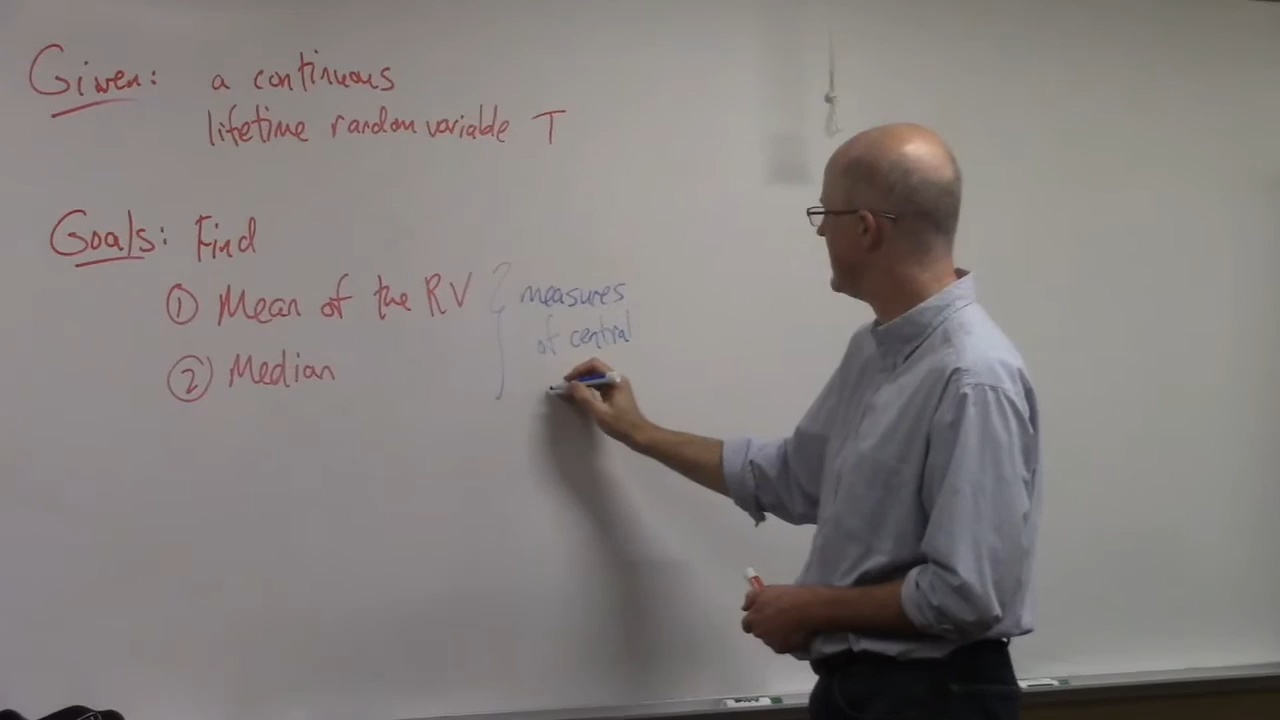 Given: a continuous
lifetime random variable T
Goals: Find
① Mean of the RV
② Median
measures
of central